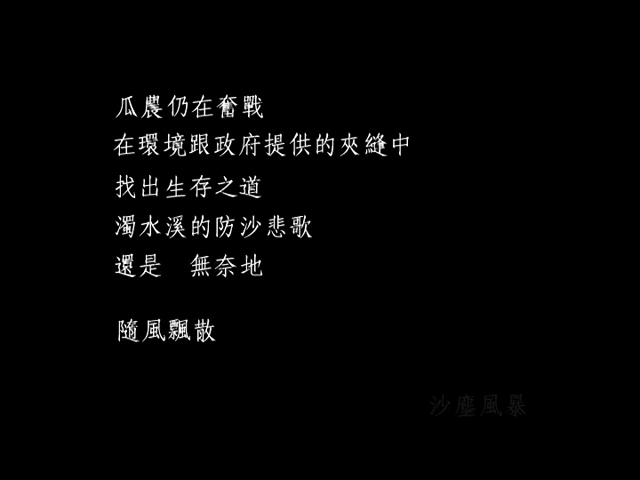 瓜農仍在奮戰
在環境跟政府提供的夾縫中
找出生存之道
濁水溪的防沙悲歌
還是　無奈地
隨風飄散
沙塵風暴